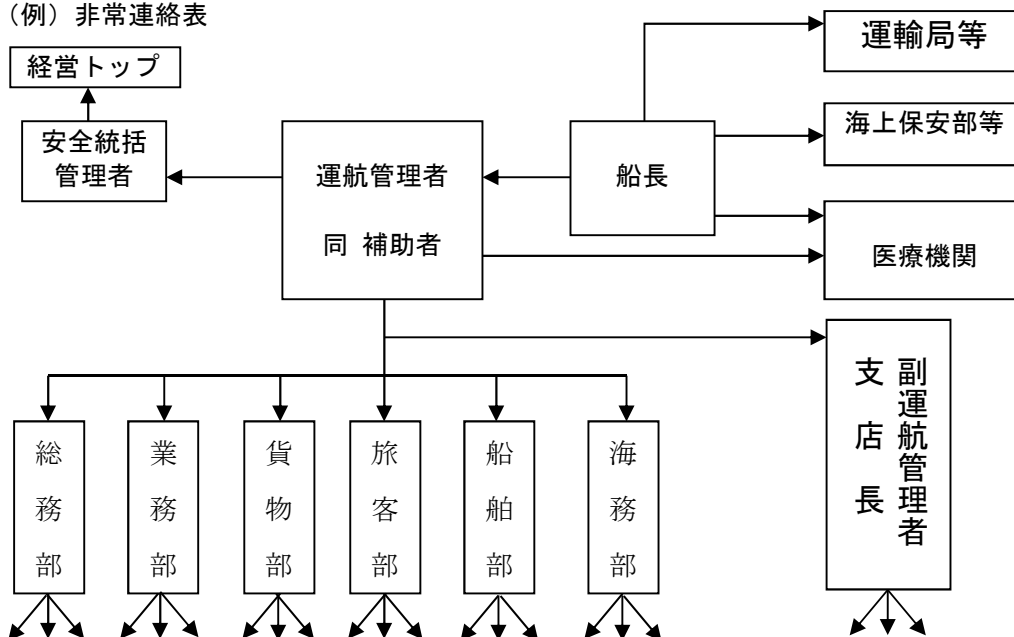 （例）非常連絡表
運輸局等
経営トップ
海上保安部等
安全統括
管理者
運航管理者
同 補助者
船長
医療機関
副運航管理者
支店長
総務部
業務部
貨物部
旅客部
船舶部
海務部